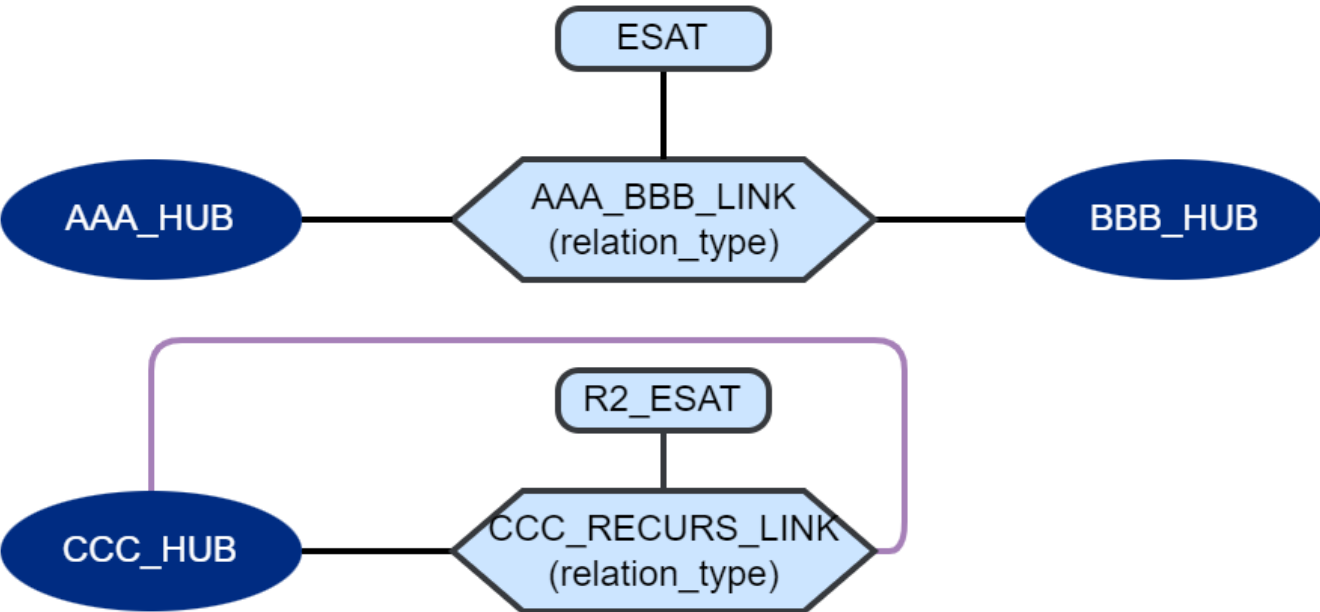 ESAT
AAA_HUB
AAA_BBB_LINK
(relation_type)
BBB_HUB
R2_ESAT
CCC_HUB
CCC_RECURS_LINK
(relation_type)